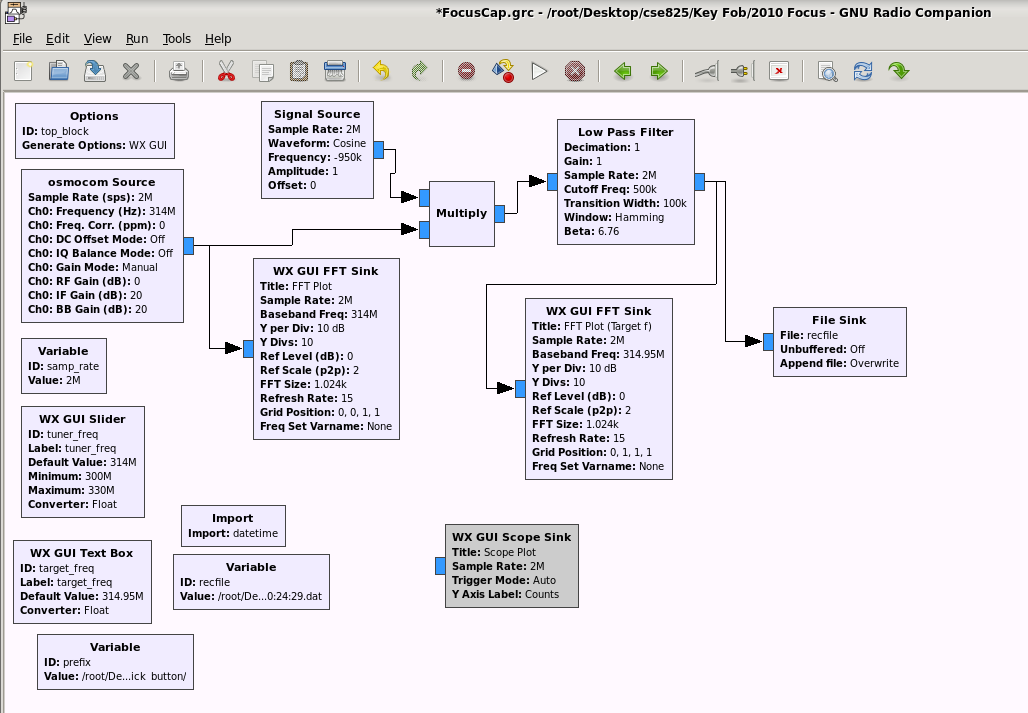 *FocusCap.grc - /root/Desktop/cse825/Key Fob/2010 Focus - GNU Radio Companion
File Edit View Run Tools Help
Options
ID: top_block
Generate Options: WX GUI
osmocom Source
Sample Rate (sps): 2M
Ch0: Frequency (Hz): 314M
Ch0: Freq. Corr. (ppm): 0
Ch0: DC Offset Mode: Off
Ch0: IQ Balance Mode: Off
Ch0: Gain Mode: Manual
Ch0: RF Gain (dB): 0
Ch0: IF Gain (dB): 20
Ch0: BB Gain (dB): 20
Variable
ID: samp_rate
Value: 2M
WX GUI Slider
ID: tuner_freq
Label: tuner_freq
Default Value: 314M
Minimum: 300M
Maximum: 330M
Converter: Float
WX GUI Text Box
ID: target_freq
Label: target_freq
Default Value: 314.95M
Converter: Float
Variable
ID: prefix
Value: /root/De...ick_button/
Import
Import: datetime
Variable
ID: recfile
Value: /root/De...0:24:29.dat
Signal Source
Sample Rate: 2M
Waveform: Cosine
Frequency: -950k
Amplitude: 1
Offset: 0
WX GUI FFT Sink
Title: FFT Plot
Sample Rate: 2M
Baseband Freq: 314M
Y per Div: 10 dB
Y Divs: 10
Ref Level (dB): 0
Ref Scale (p2p): 2
FFT Size: 1.024k
Refresh Rate: 15
Grid Position: 0, 0, 1, 1
Freq Set Varname: None
Multiply
Low Pass Filter
Decimation: 1
Gain: 1
Sample Rate: 2M
Cutoff Freq: 500k
Transition Width: 100k
Window: Hamming
Beta: 6.76
WX GUI FFT Sink
Title: FFT Plot (Target f)
Sample Rate: 2M
Baseband Freq: 314.95M
Y per Div: 10 dB
Y Divs: 10
Ref Level (dB): 0
Ref Scale (p2p): 2
FFT Size: 1.024k
Refresh Rate: 15
Grid Position: 0, 1, 1, 1
Freq Set Varname: None
WX GUI Scope Sink
Title: Scope Plot
Sample Rate: 2M
Trigger Mode: Auto
Y Axis Label: Counts
File Sink
File: recfile
Unbuffered: Off
Append file: Overwrite